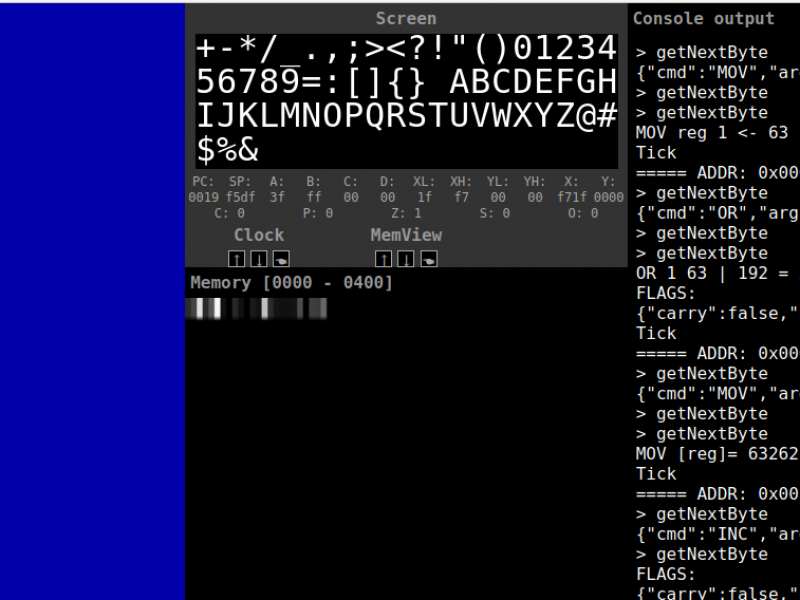 Screen
+-*/_.,;><?!"()01234
56789=:[]{} ABCDEFGH
IJKLMNOPQRSTUVWXYZ@#
$%&
PC: SP: A: B: C: D: XL: XH: YL: YH: X: Y:
0019 f5df 3f ff 00 00 1f f7 00 00 f71f 0000
C: 0 P: 0 Z: 1 S: 0 O: 0
Clock MemView
Memory [0000 - 0400]
Console output
> getNextByte
{"cmd":"MOV","ar
> getNextByte
> getNextByte
MOV reg 1 <- 63
Tick
===== ADDR: 0x00
> getNextByte
{"cmd":"OR","arg
> getNextByte
> getNextByte
OR 1 63 | 192 =
FLAGS:
{"carry":false,"
Tick
===== ADDR: 0x00
> getNextByte
{"cmd":"MOV","ar
> getNextByte
> getNextByte
MOV [reg]= 63262
Tick
===== ADDR: 0x00
> getNextByte
{"cmd":"INC","ar
> getNextByte
FLAGS:
{"carry":false,"